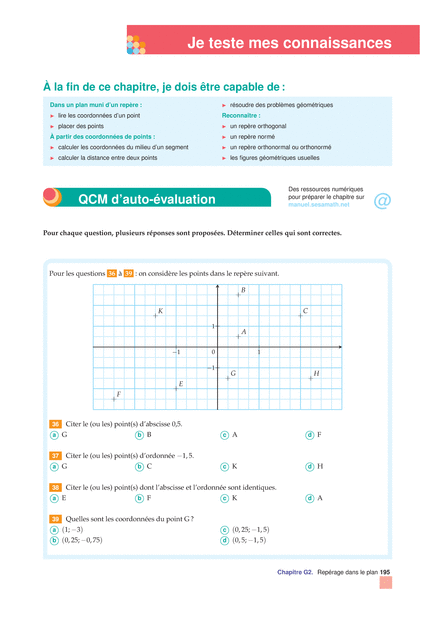 Je teste mes connaissances
À la fin de ce chapitre, je dois être capable de :
Dans un plan muni d'un repère :
► lire les coordonnées d'un point
► placer des points
À partir des coordonnées de points :
► calculer les coordonnées du milieu d'un segment
► calculer la distance entre deux points
► résoudre des problèmes géométriques
Reconnaître :
► un repère orthogonal
► un repère normé
► un repère orthonormal ou orthonormé
► les figures géométriques usuelles
QCM d'auto-évaluation
Des ressources numériques
pour préparer le chapitre sur
manuel.sesamath.net
@
Pour chaque question, plusieurs réponses sont proposées. Déterminer celles qui sont correctes.
Pour les questions 36 à 39 : on considère les points dans le repère suivant.
B
K
C
1
A
−1
0
1
−1
G
H
E
F
36 Citer le (ou les) point(s) d'abscisse 0,5.
a G b B c A d F
37 Citer le (ou les) point(s) d'ordonnée −1,5.
a G b C c K d H
38 Citer le (ou les) point(s) dont l'abscisse et l'ordonnée sont identiques.
a E b F c K d A
39 Quelles sont les coordonnées du point G ?
a (1; −3) c (0,25; −1,5)
b (0,25; −0,75) d (0,5; −1,5)
Chapitre G2. Repérage dans le plan 195